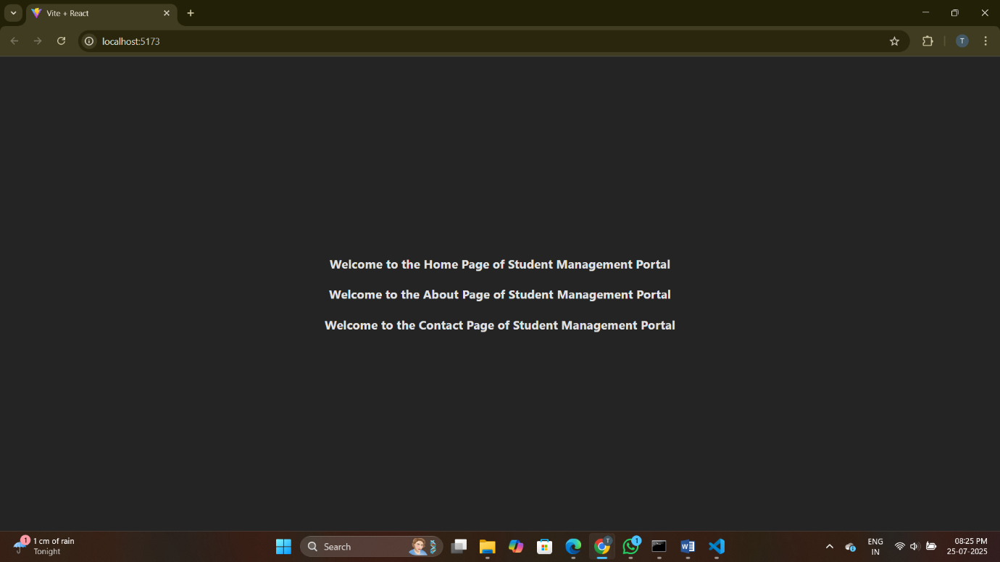 Vite + React
localhost:5173
T
Welcome to the Home Page of Student Management Portal
Welcome to the About Page of Student Management Portal
Welcome to the Contact Page of Student Management Portal
1
1 cm of rain
Tonight
Search
T
1
ENG
IN
08:25 PM
25-07-2025